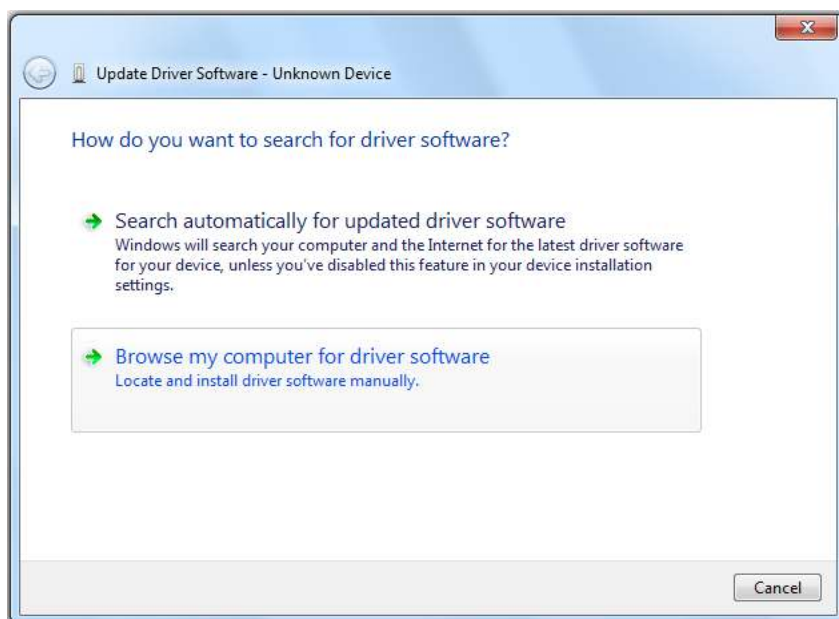 Update Driver Software - Unknown Device
How do you want to search for driver software?
Search automatically for updated driver software
Windows will search your computer and the Internet for the latest driver software
for your device, unless you've disabled this feature in your device installation
settings.
Browse my computer for driver software
Locate and install driver software manually.
Cancel